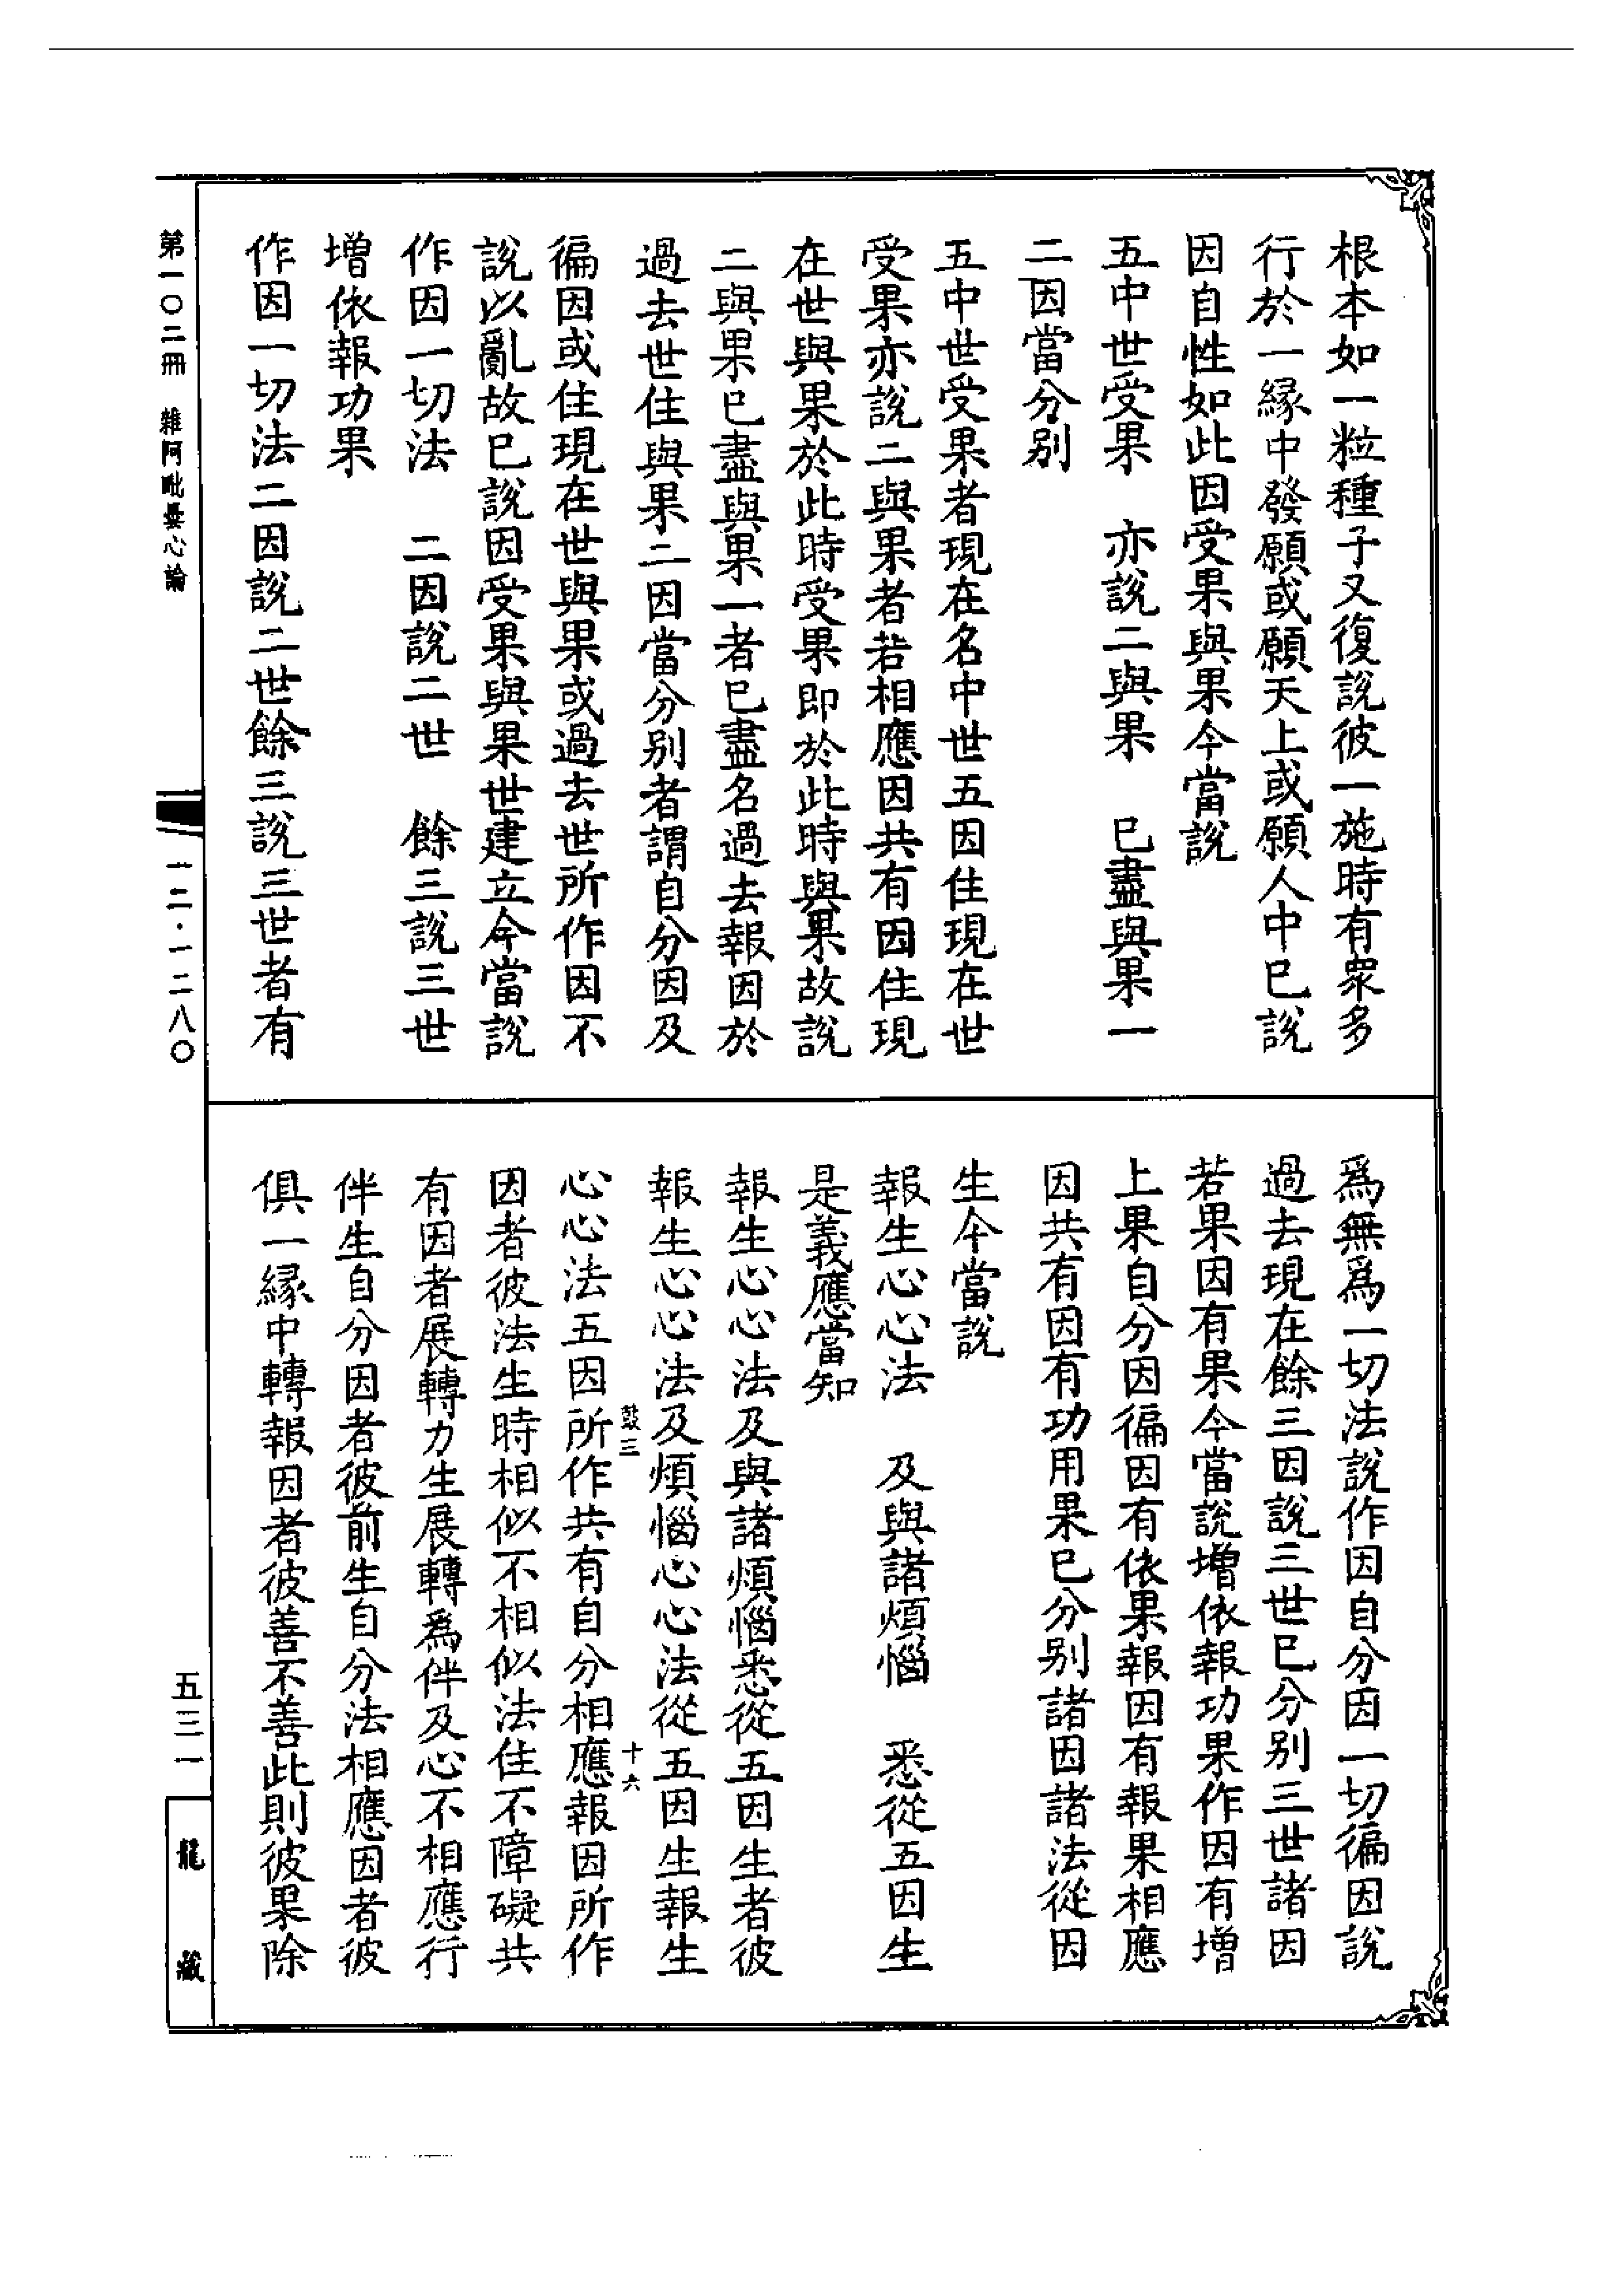 根本如一粒種子又復說彼一施時有衆多
行於一緣中發願或願天上或願人中已說
因自性如此因受果與果今當說
五中世受果　亦說二與果　已盡與果一
二因當分別
五中世受果者現在名中世五因住現在世
受果亦說二與果者若相應因共有因住現
在世與果於此時受果即於此時與果故說
二與果已盡與果一者已盡名過去報因於
過去世住與果二因當分別者謂自分因及
徧因或住現在世與果或過去世所作因不
說以亂故已說因受果與果世建立今當說
作因一切法　二因說二世　餘三說三世
增依報功果
作因一切法二因說二世餘三說三世者有
爲無爲一切法說作因自分因一切徧因說
過去現在餘三因說三世已分別三世諸因
若果因有果今當說增依報功果作因有增
上果自分因徧因有依果報因有報果相應
因共有因有功用果已分別諸因諸法從因
生今當說
報生心心法　及與諸煩惱　悉從五因生
是義應當知
報生心心法及與諸煩惱悉從五因生者彼
報生心心法及煩惱心心法從五因生報生
心心法五因所作共有自分相應報因所作
鼓三
十六
因者彼法生時相似不相似法住不障礙共
有因者展轉力生展轉爲伴及心不相應行
伴生自分因者彼前生自分法相應因者彼
俱一緣中轉報因者彼善不善此則彼果除
第一〇二冊　雜阿毗曇心論
一二·一二八〇
五三一
龍藏